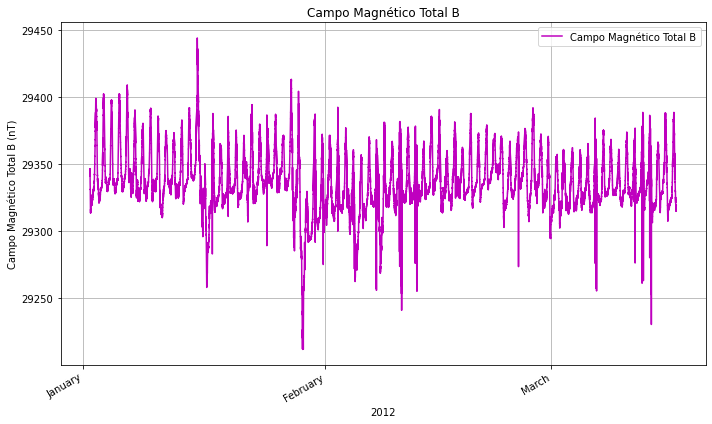 Campo Magnético Total B
Campo Magnético Total B
Campo Magnético Total B (nT)
29450
29400
29350
29300
29250
January
February
March
2012